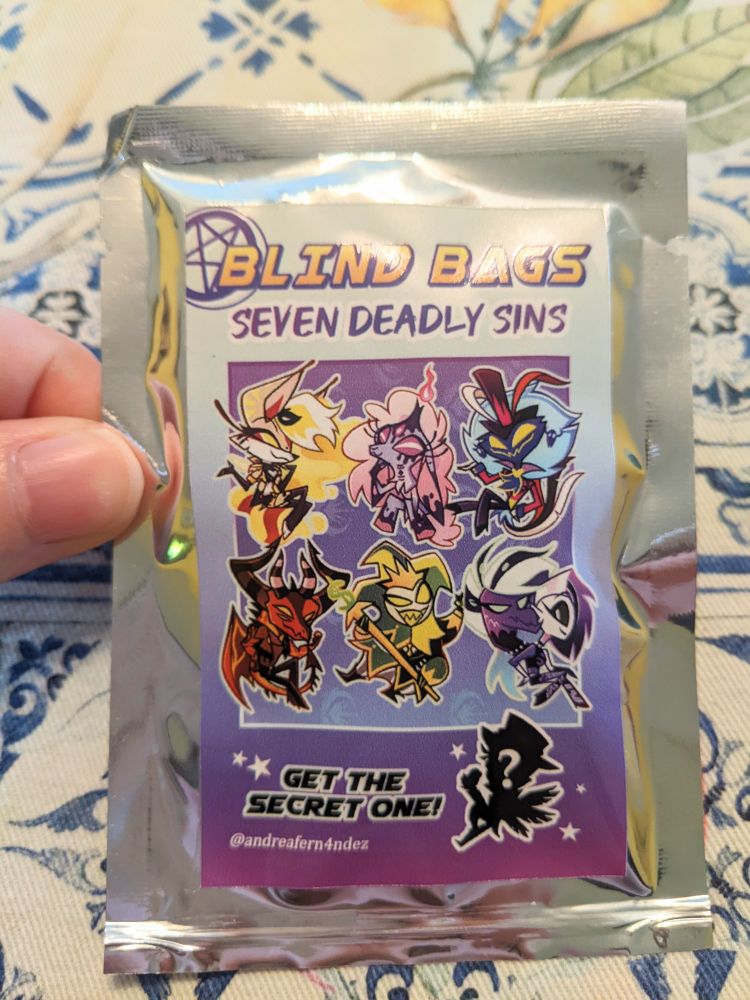 BLIND BAGS
SEVEN DEADLY SINS
$
?
GET THE
SECRET ONE!
@andreafern4ndez